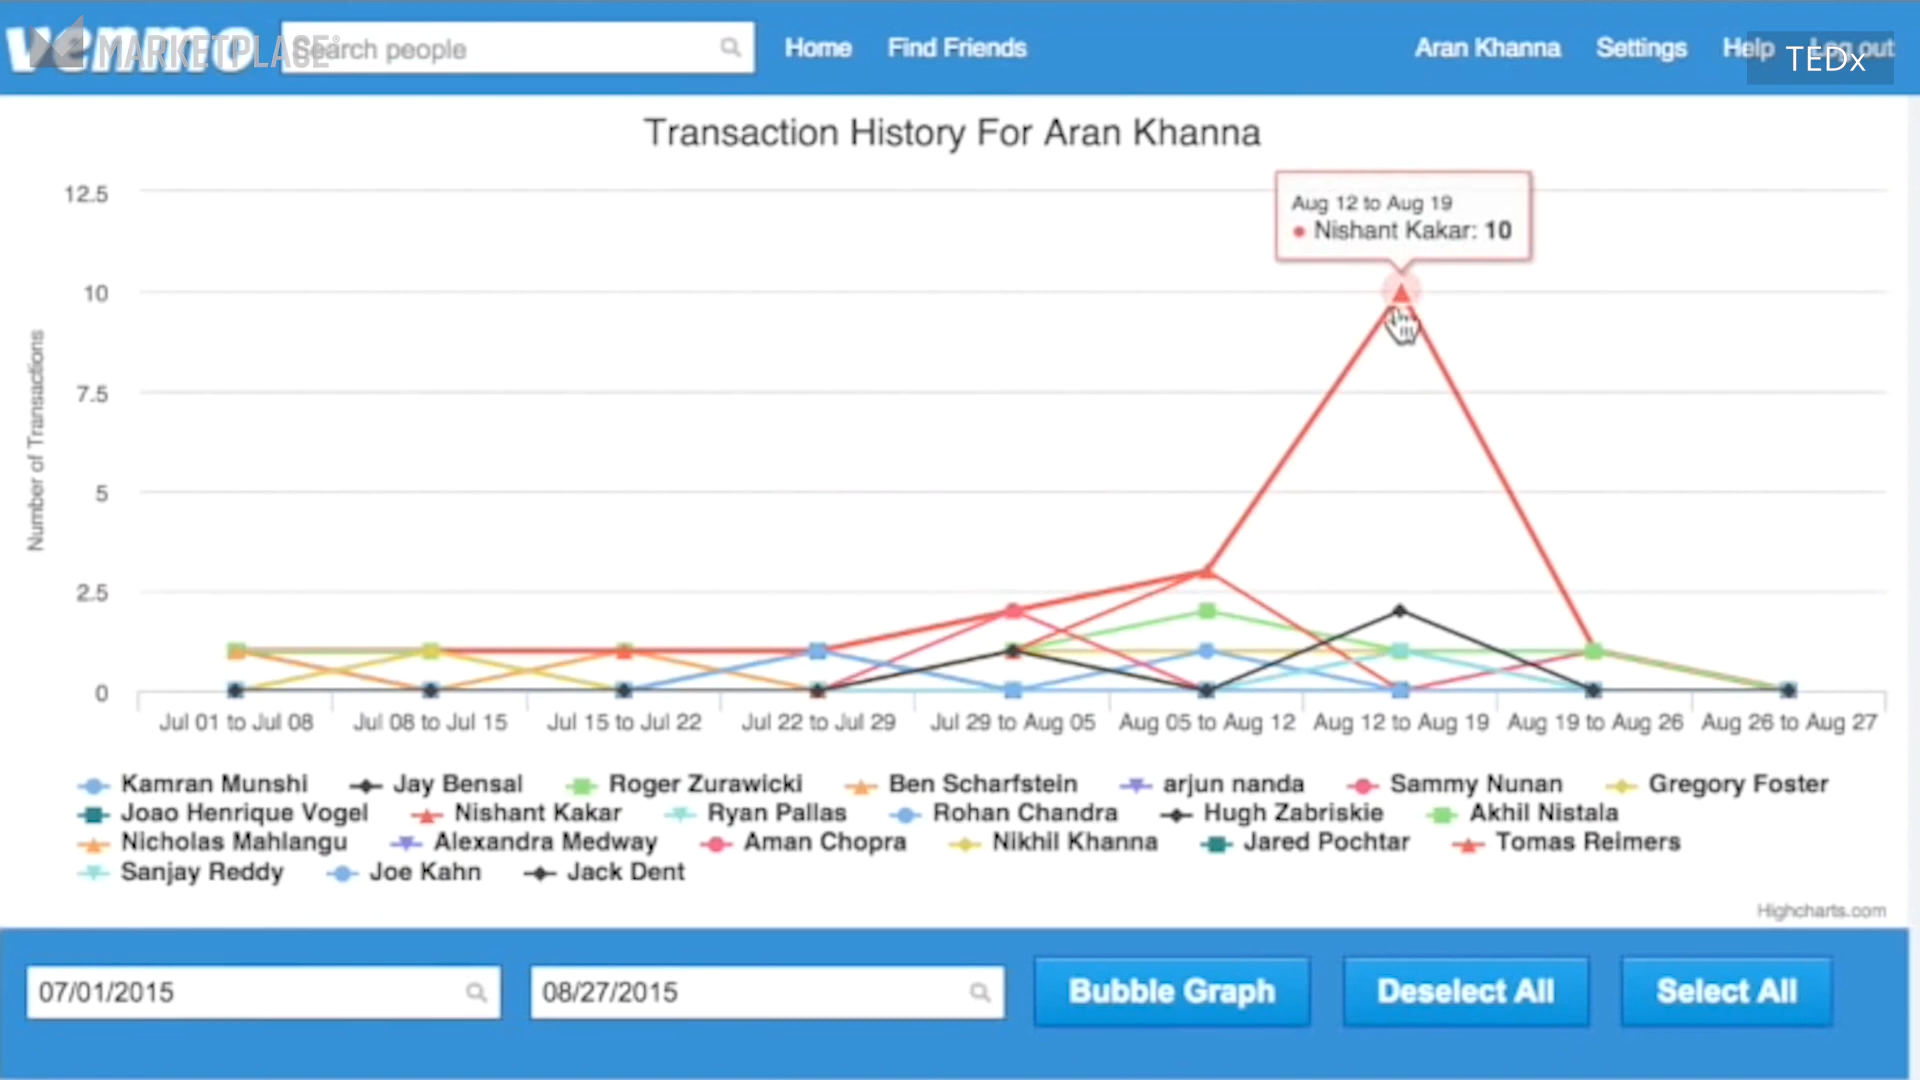 venmo MARKETPLACE® Search people Home Find Friends Aran Khanna Settings Help Log out
TEDx
Transaction History For Aran Khanna
Aug 12 to Aug 19
Nishant Kakar: 10
Number of Transactions
12.5
10
7.5
5
2.5
0
Jul 01 to Jul 08 Jul 08 to Jul 15 Jul 15 to Jul 22 Jul 22 to Jul 29 Jul 29 to Aug 05 Aug 05 to Aug 12 Aug 12 to Aug 19 Aug 19 to Aug 26 Aug 26 to Aug 27
Kamran Munshi Jay Bensal Roger Zurawicki Ben Scharfstein arjun nanda Sammy Nunan Gregory Foster
Joao Henrique Vogel Nishant Kakar Ryan Pallas Rohan Chandra Hugh Zabriskie Akhil Nistala
Nicholas Mahlangu Alexandra Medway Aman Chopra Nikhil Khanna Jared Pochtar Tomas Reimers
Sanjay Reddy Joe Kahn Jack Dent
Highcharts.com
07/01/2015 08/27/2015 Bubble Graph Deselect All Select All